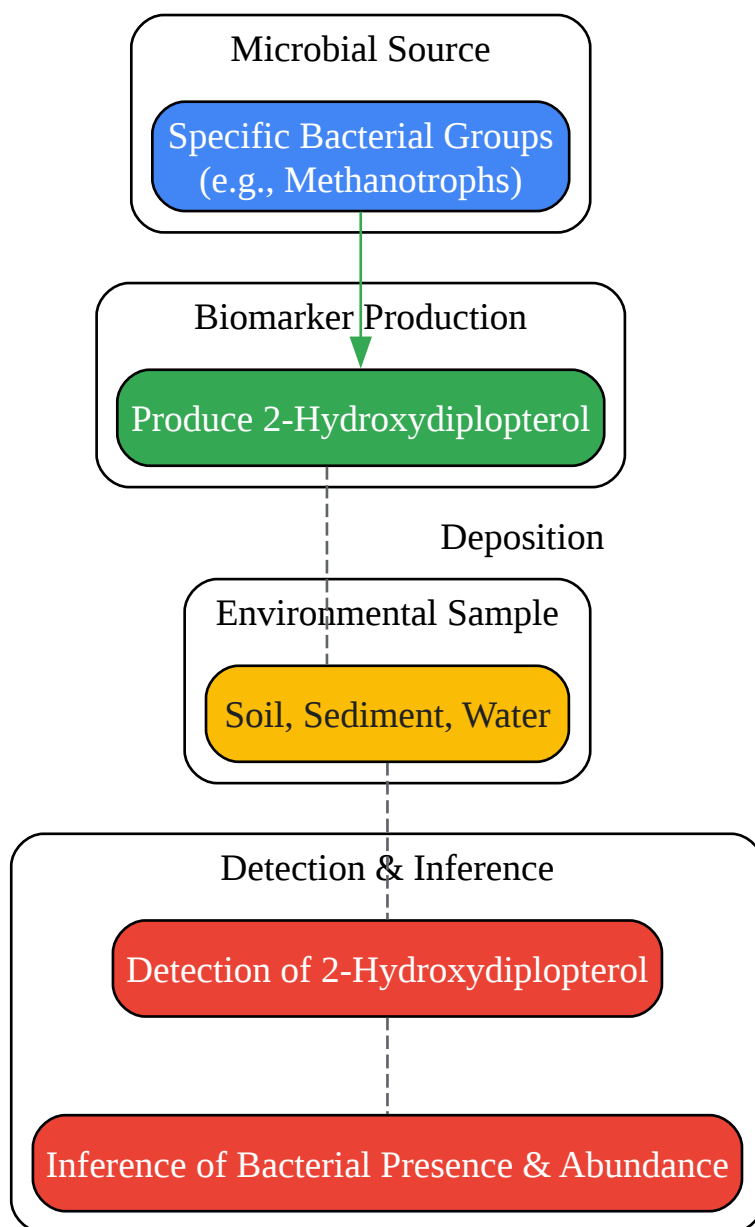 Microbial Source
Specific Bacterial Groups
(e.g., Methanotrophs)
Biomarker Production
Produce 2-Hydroxydiplopterol
Deposition
Environmental Sample
Soil, Sediment, Water
Detection & Inference
Detection of 2-Hydroxydiplopterol
Inference of Bacterial Presence & Abundance